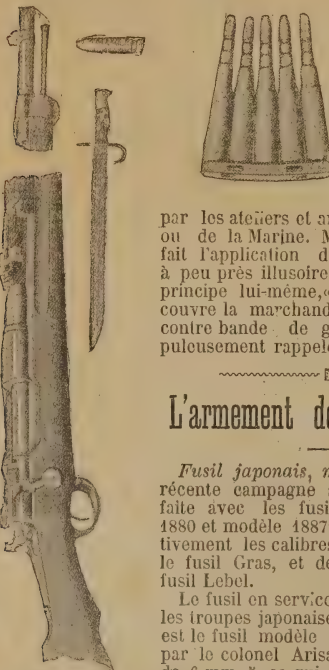 par les ateliers et a
ou de la Marine. M
fait l'application d
à peu près illusoire
principe lui-même,«
couvre la marchand
contrebande de g
puleusement rappel
L'armement de
Fusil japonais, m
récente campagne
faite avec les fusi
1880 et modèle 1887
tivement les calibres
le fusil Gras, et de
fusil Lebel.
Le fusil en service
les troupes japonaise
est le fusil modèle
par le colonel Arisa